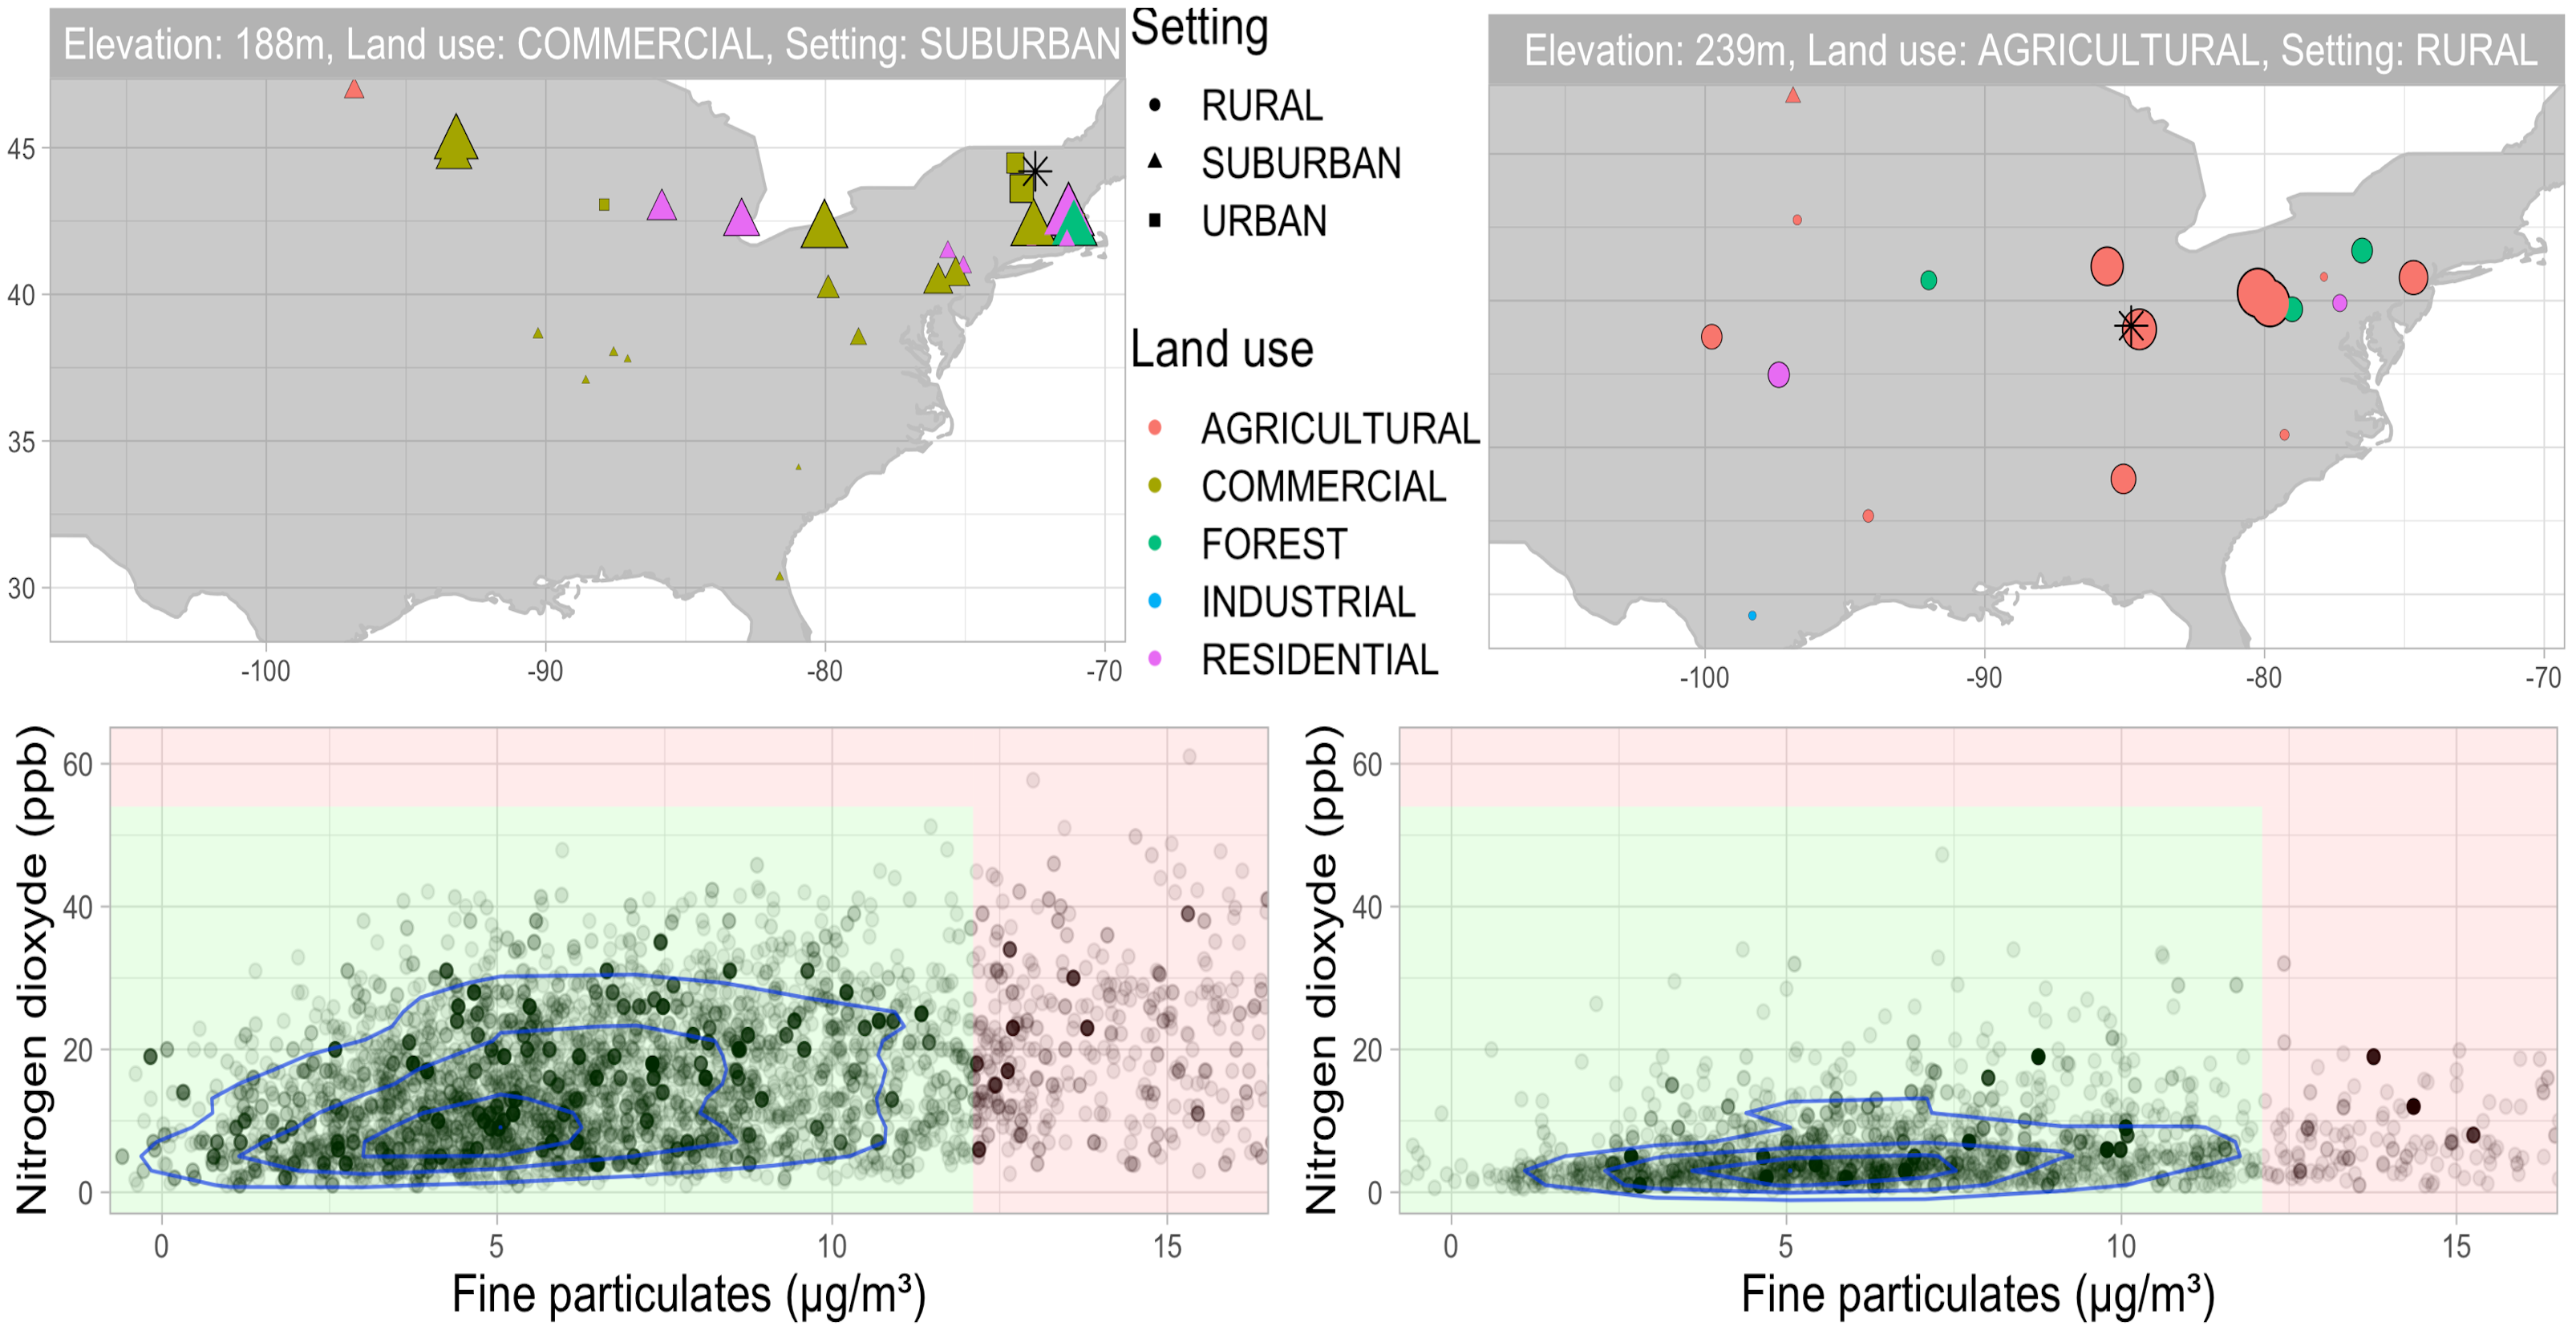 Elevation: 188m, Land use: COMMERCIAL, Setting: SUBURBAN
45
40
35
30
-100
-90
-80
-70
Setting
RURAL
SUBURBAN
URBAN
Land use
AGRICULTURAL
COMMERCIAL
FOREST
INDUSTRIAL
RESIDENTIAL
Elevation: 239m, Land use: AGRICULTURAL, Setting: RURAL
-100
-90
-80
-70
Nitrogen dioxyde (ppb)
60
40
20
0
0
5
10
15
Fine particulates (µg/m³)
Nitrogen dioxyde (ppb)
60
40
20
0
0
5
10
15
Fine particulates (µg/m³)